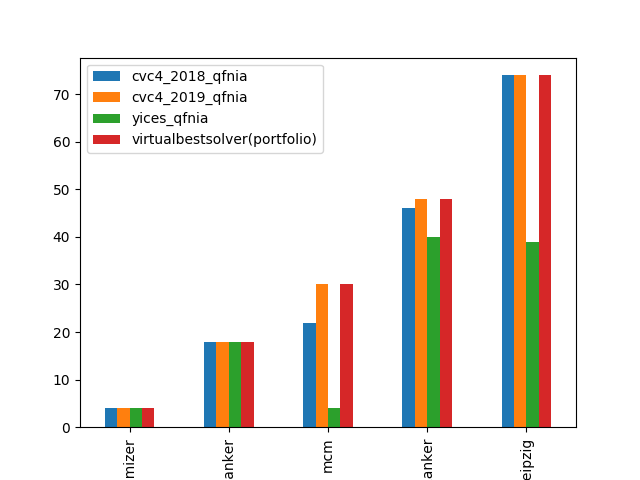 cvc4_2018_qfnia
cvc4_2019_qfnia
yices_qfnia
virtualbestsolver(portfolio)
70
60
50
40
30
20
10
0
mizer
anker
mcm
anker
eipzig